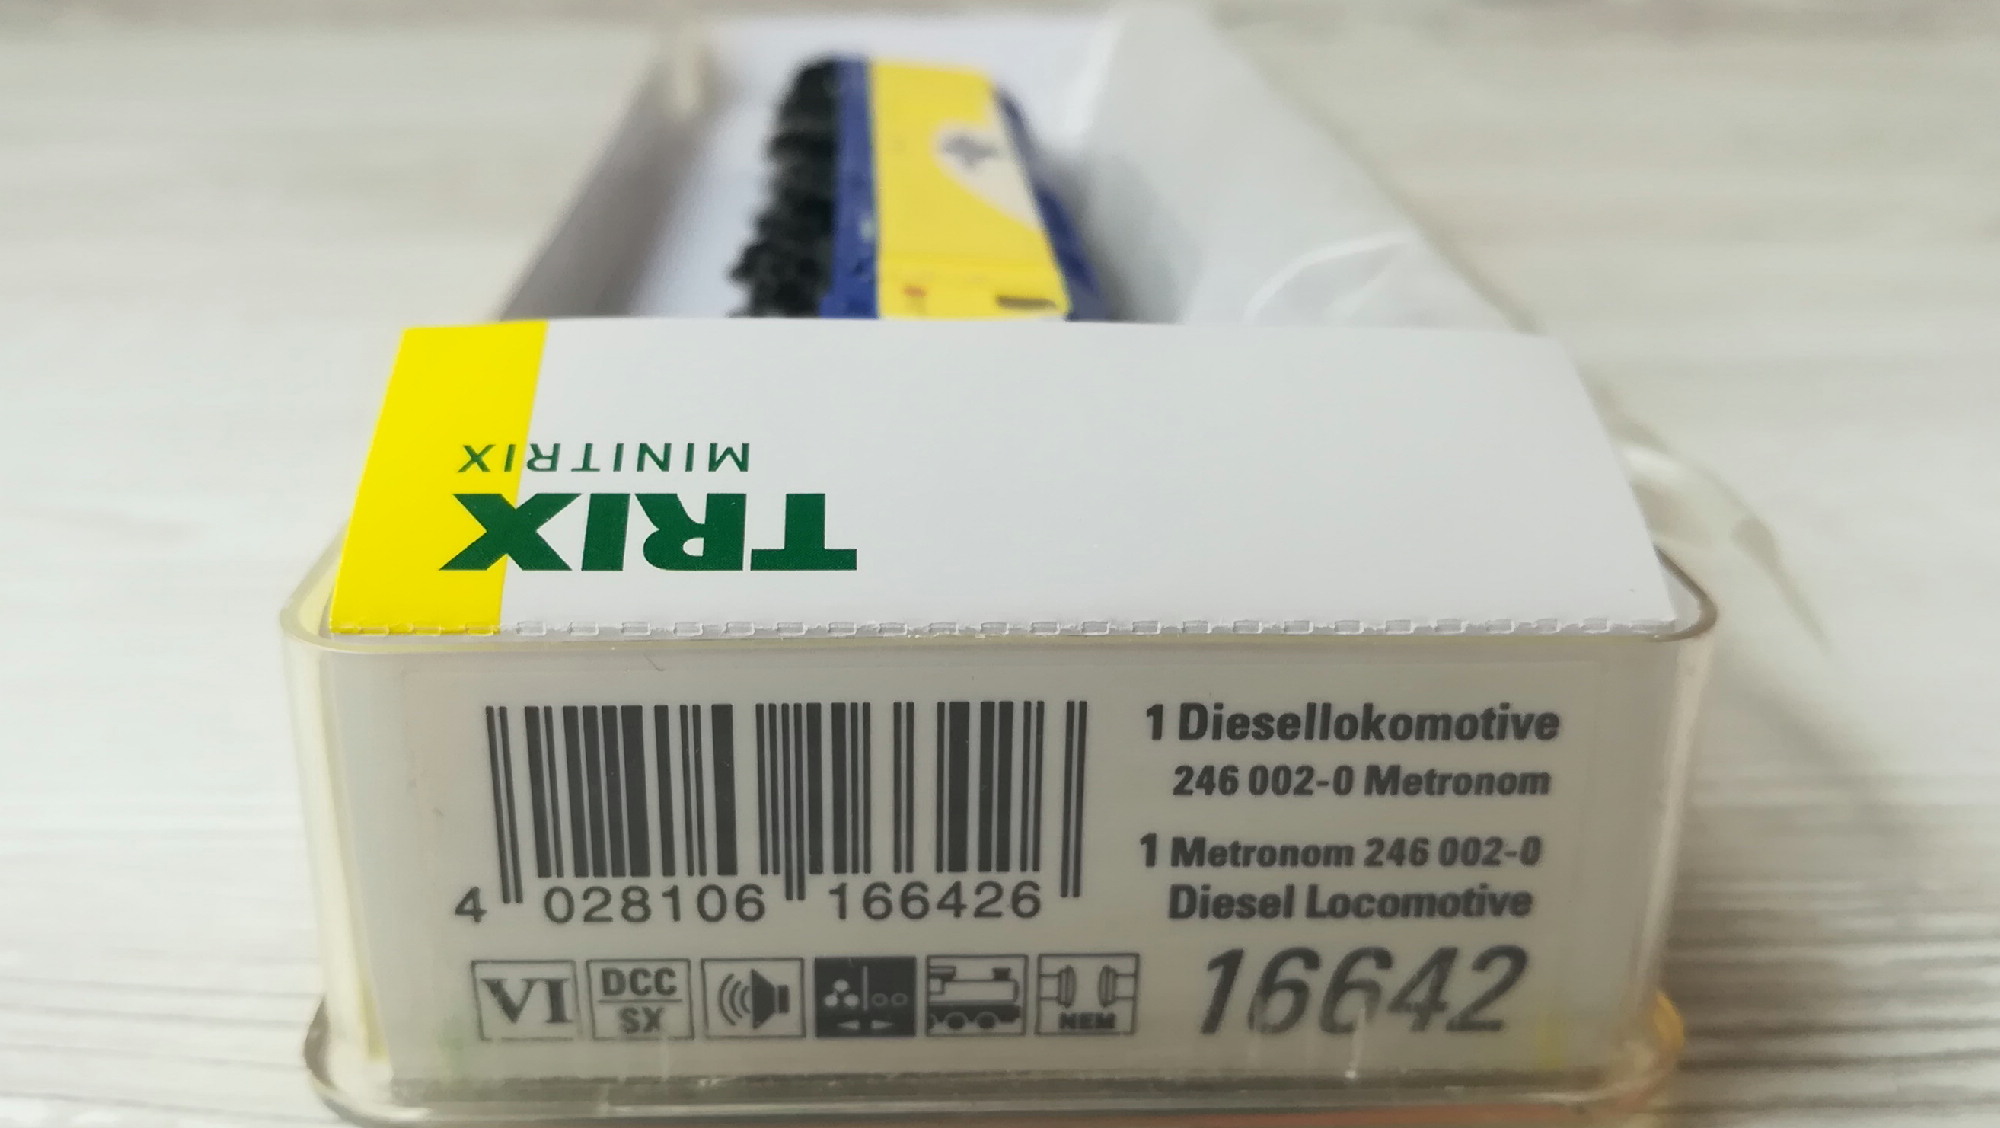 TRIX
MINITRIX
1 Diesellokomotive
246 002-0 Metronom
1 Metronom 246 002-0
Diesel Locomotive
4 028106 166426
VI
DCC
SX
NEM
16642